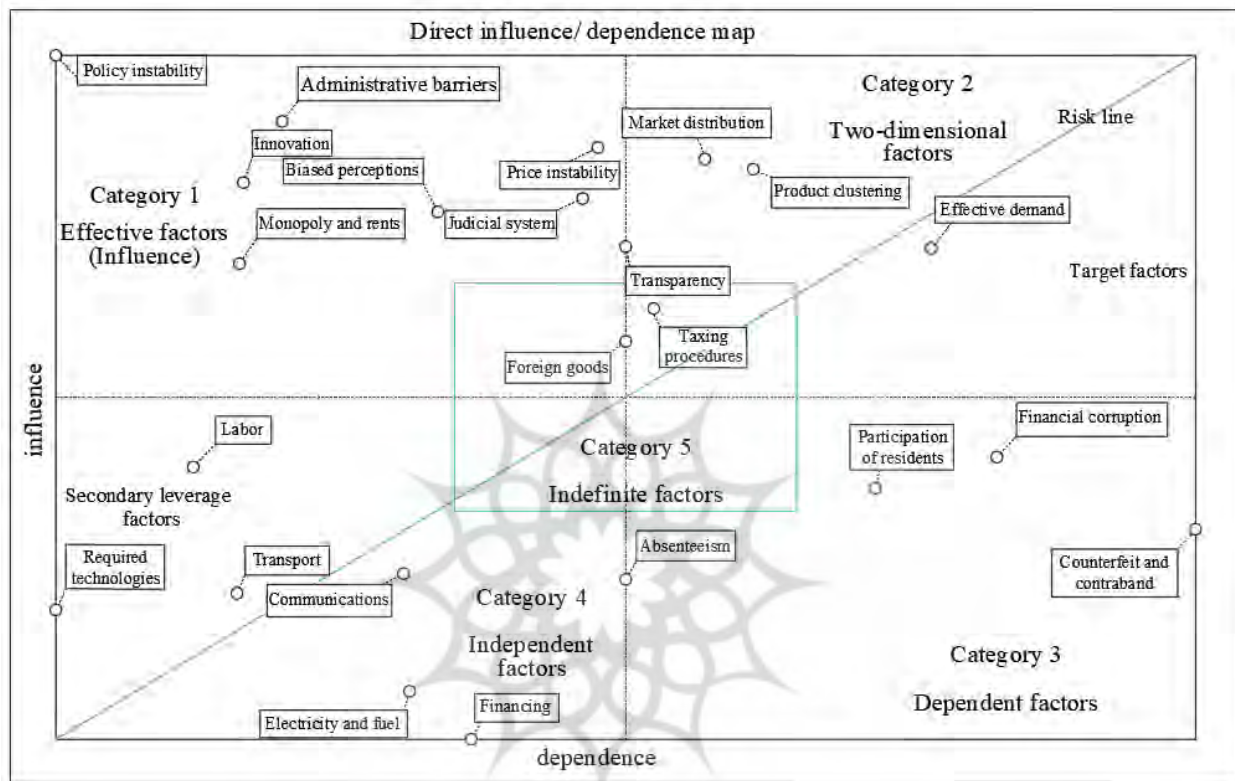 Direct influence/ dependence map
Policy instability
Administrative barriers
Category 2
Market distribution
Risk line
Innovation
Two-dimensional
factors
Biased perceptions
Price instability
Product clustering
Category 1
Effective factors
(Influence)
Monopoly and rents
Judicial system
Effective demand
Transparency
Target factors
Taxing
procedures
Foreign goods
influence
Labor
Category 5
Indefinite factors
Participation
of residents
Financial corruption
Secondary leverage
factors
Absenteeism
Required
technologies
Transport
Communications
Category 4
Independent
factors
Counterfeit and
contraband
Category 3
Dependent factors
Electricity and fuel
Financing
dependence